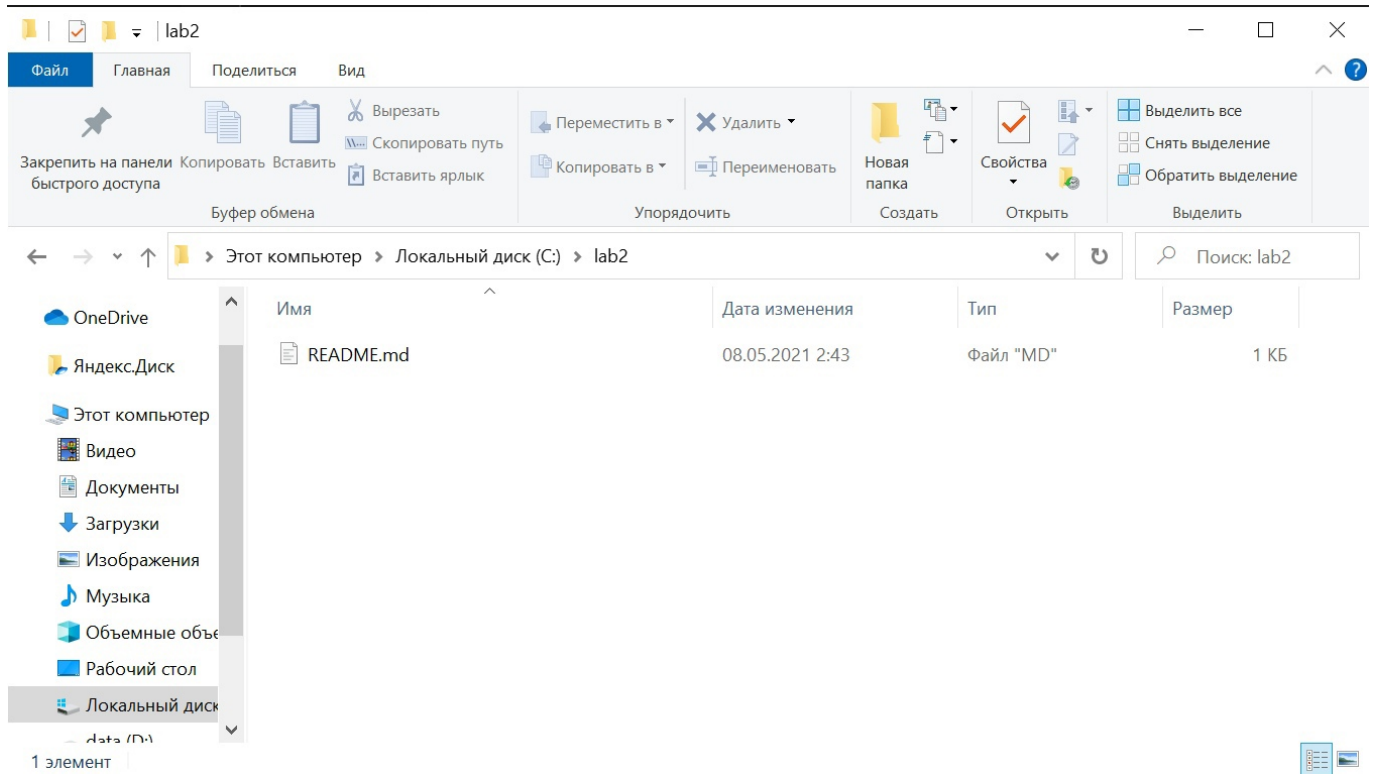 lab2
Файл Главная Поделиться Вид
Закрепить на панели быстрого доступа
Копировать
Вставить
Вырезать
Скопировать путь
Вставить ярлык
Буфер обмена
Переместить в
Копировать в
Удалить
Переименовать
Упорядочить
Новая папка
Создать
Свойства
Открыть
Выделить все
Снять выделение
Обратить выделение
Выделить
Этот компьютер > Локальный диск (C:) > lab2
Поиск: lab2
Имя Дата изменения Тип Размер
README.md 08.05.2021 2:43 Файл "MD" 1 КБ
OneDrive
Яндекс.Диск
Этот компьютер
Видео
Документы
Загрузки
Изображения
Музыка
Объемные объе
Рабочий стол
Локальный диск
data (D:)
1 элемент